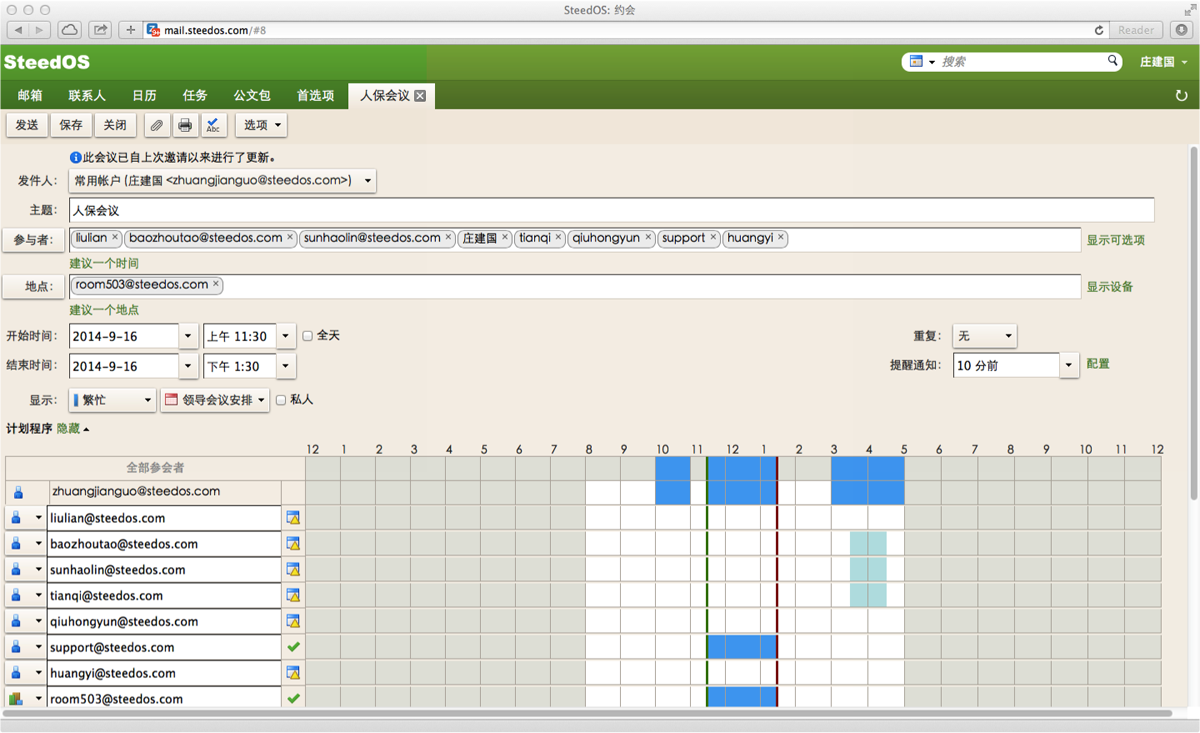 SteedOS: 约会
mail.steedos.com/#8
Reader
SteedOS
搜索
庄建国
邮箱 联系人 日历 任务 公文包 首选项 人保会议
发送 保存 关闭 Abc 选项
此会议已自上次邀请以来进行了更新。
发件人: 常用帐户 (庄建国 <zhuangjianguo@steedos.com>)
主题: 人保会议
参与者: liulian × baozhoutao@steedos.com × sunhaolin@steedos.com × 庄建国 × tianqi × qiuhongyun × support × huangyi × 显示可选项
建议一个时间
地点: room503@steedos.com × 显示设备
建议一个地点
开始时间: 2014-9-16 上午 11:30 全天 重复: 无
结束时间: 2014-9-16 下午 1:30 提醒通知: 10 分前 配置
显示: 繁忙 领导会议安排 私人
计划程序 隐藏
12 1 2 3 4 5 6 7 8 9 10 11 12 1 2 3 4 5 6 7 8 9 10 11 12
全部参会者
zhuangjianguo@steedos.com
liulian@steedos.com
baozhoutao@steedos.com
sunhaolin@steedos.com
tianqi@steedos.com
qiuhongyun@steedos.com
support@steedos.com
huangyi@steedos.com
room503@steedos.com